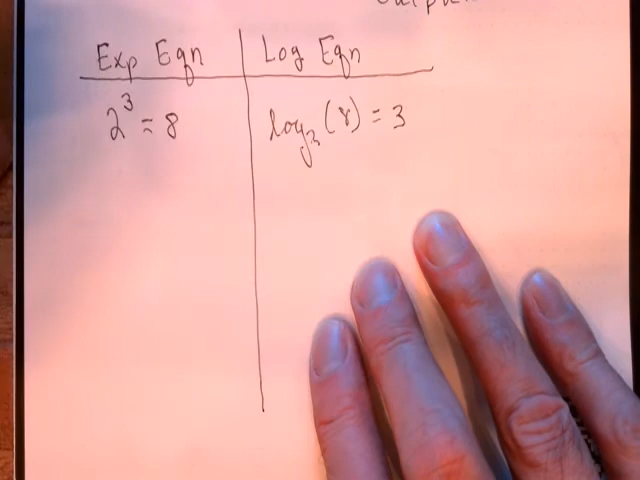 Exp Eqn | Log Eqn
2³ = 8 | log₂(8) = 3